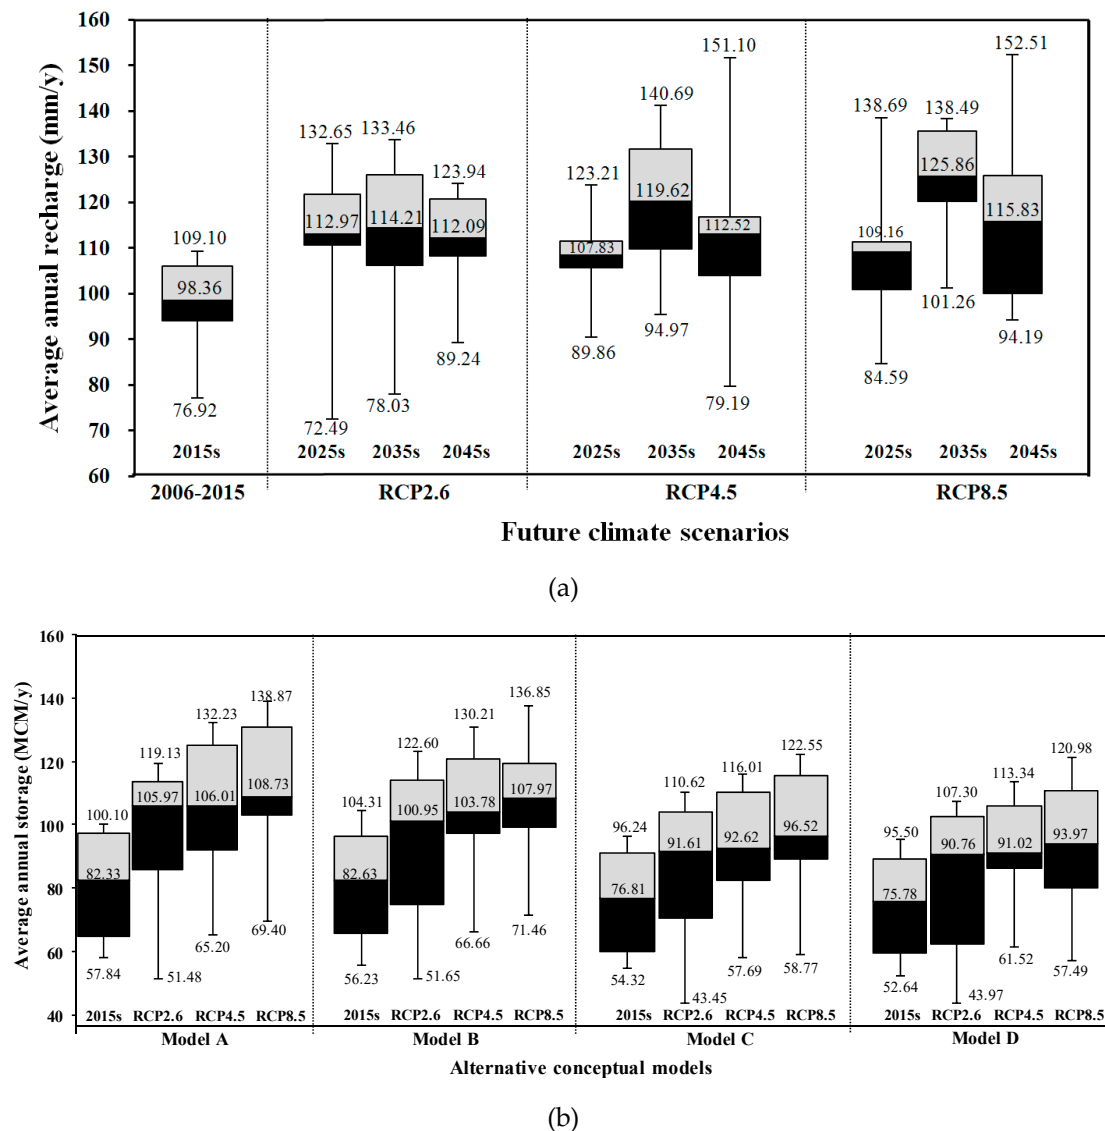 160
150
140
130
120
110
100
90
80
70
60
Average anual recharge (mm/y)
151.10 152.51
132.65 133.46 140.69 138.69 138.49
123.94 123.21 125.86
112.97 114.21 112.09 119.62 115.83
109.10 107.83 112.52 109.16
98.36
101.26
76.92 89.24 89.86 94.97 94.19
72.49 78.03 79.19 84.59
2015s 2025s 2035s 2045s 2025s 2035s 2045s 2025s 2035s 2045s
2006-2015 RCP2.6 RCP4.5 RCP8.5
Future climate scenarios
(a)
160
140
120
100
80
60
40
Average annual storage (MCM/y)
138.87 136.85
119.13 132.23 122.60 130.21 110.62 116.01 122.55 107.30 113.34 120.98
100.10 104.31 96.24 95.50
105.97 106.01 108.73 100.95 103.78 107.97 91.61 92.62 96.52 90.76 91.02 93.97
82.33 82.63 76.81 75.78
57.84 51.48 65.20 69.40 56.23 51.65 66.66 71.46 54.32 43.45 57.69 58.77 52.64 43.97 61.52 57.49
2015s RCP2.6 RCP4.5 RCP8.5 2015s RCP2.6 RCP4.5 RCP8.5 2015s RCP2.6 RCP4.5 RCP8.5 2015s RCP2.6 RCP4.5 RCP8.5
Model A Model B Model C Model D
Alternative conceptual models
(b)